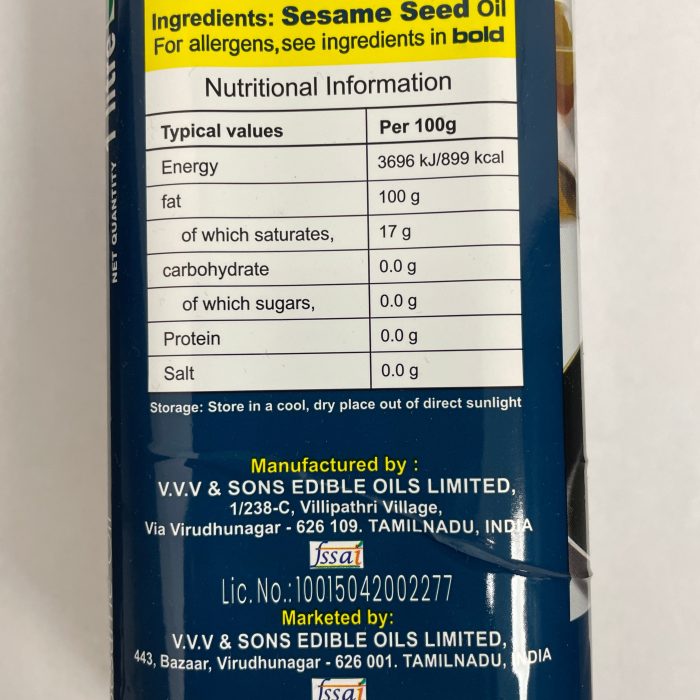 Ingredients: Sesame Seed Oil
For allergens, see ingredients in bold
Nutritional Information
Typical values Per 100g
Energy 3696 kJ/899 kcal
fat 100 g
of which saturates, 17 g
carbohydrate 0.0 g
of which sugars, 0.0 g
Protein 0.0 g
Salt 0.0 g
Storage: Store in a cool, dry place out of direct sunlight
Manufactured by :
V.V.V & SONS EDIBLE OILS LIMITED,
1/238-C, Villipathri Village,
Via Virudhunagar - 626 109. TAMILNADU, INDIA
fssai
Lic. No.: 10015042002277
Marketed by:
V.V.V & SONS EDIBLE OILS LIMITED,
443, Bazaar, Virudhunagar - 626 001. TAMILNADU, INDIA
fssai
NET QUANTITY 1 litre